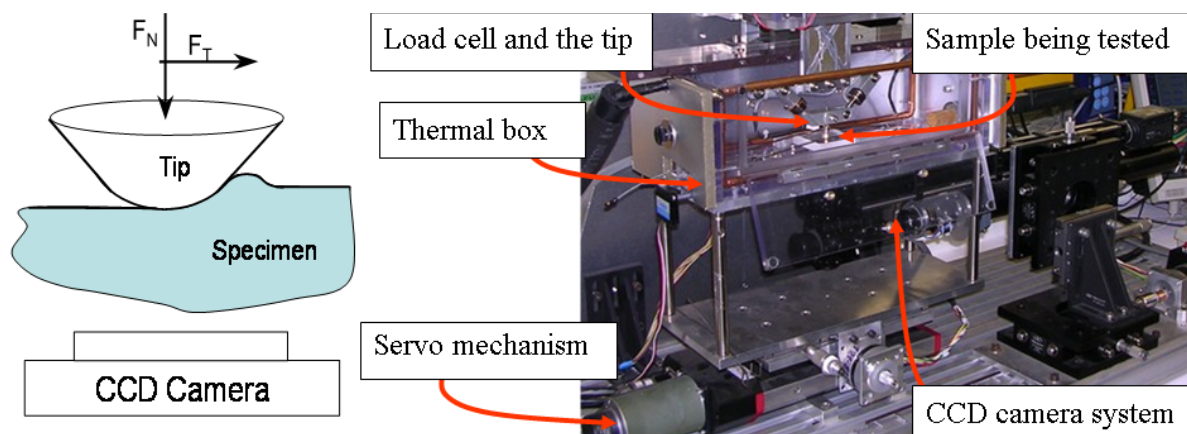 F_N
F_T
Tip
Specimen
CCD Camera
Load cell and the tip
Sample being tested
Thermal box
Servo mechanism
CCD camera system